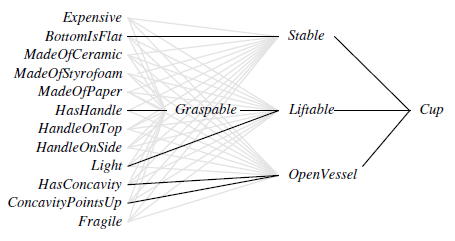 Expensive
BottomIsFlat
MadeOfCeramic
MadeOfStyrofoam
MadeOfPaper
HasHandle
HandleOnTop
HandleOnSide
Light
HasConcavity
ConcavityPointsUp
Fragile
Graspable
Stable
Liftable
OpenVessel
Cup